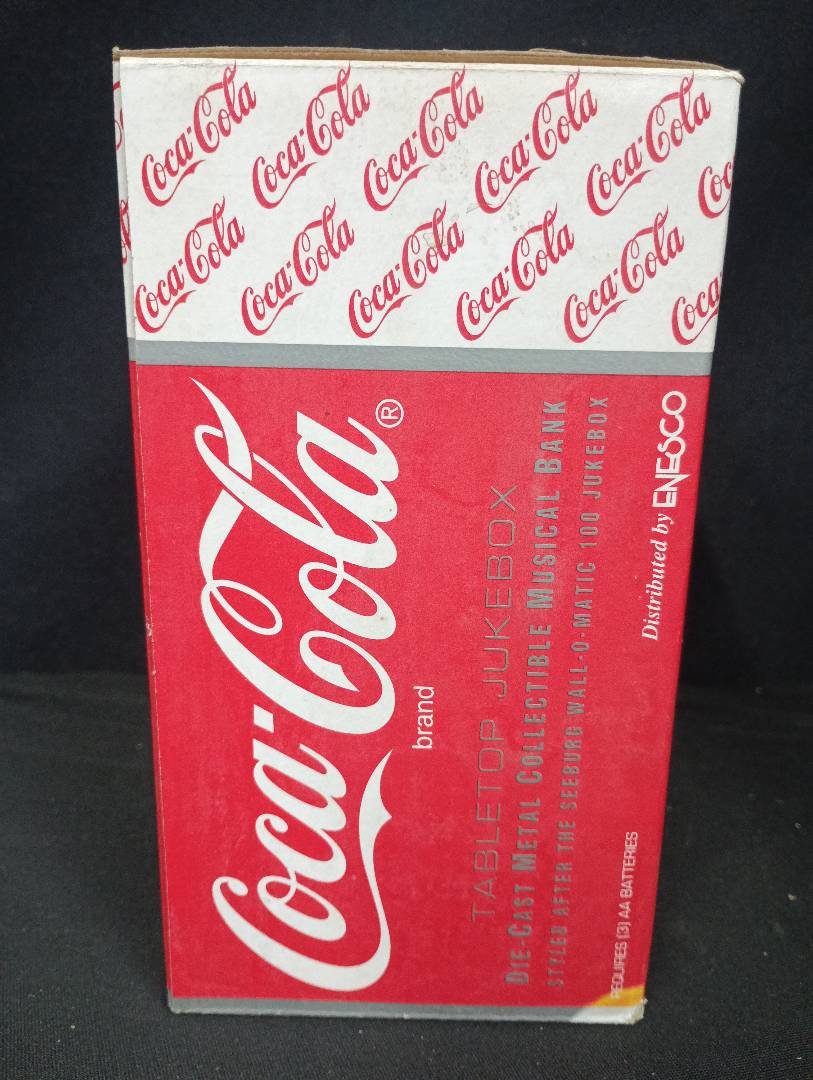 Coca-Cola Coca-Cola Coca-Cola Coca-Cola Coca-Cola Coc
Coca-Cola Coca-Cola Coca-Cola Coca-Cola Coca-Cola Coca
Coca-Cola®
brand
TABLETOP JUKEBOX
DIE-CAST METAL COLLECTIBLE MUSICAL BANK
STYLED AFTER THE SEEBURG WALL-O-MATIC 100 JUKEBOX
REQUIRES (3) AA BATTERIES
Distributed by ENESCO